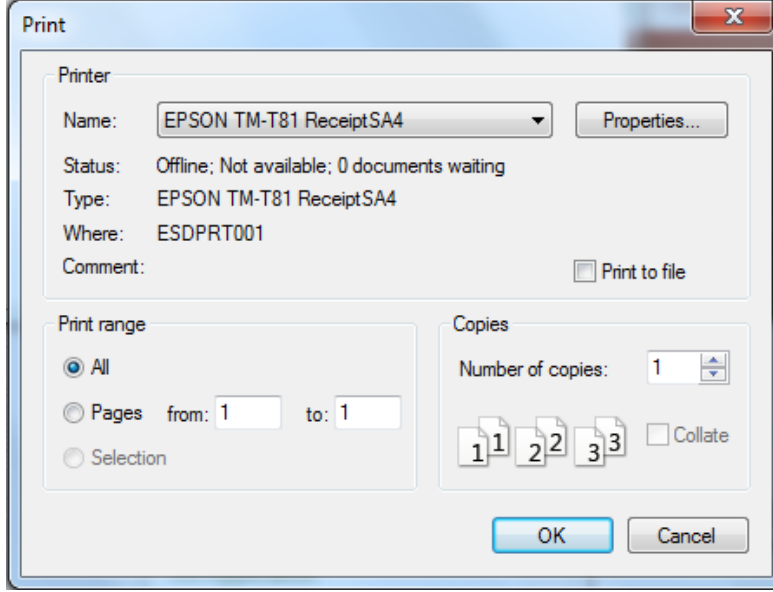 Print
Printer
Name: EPSON TM-T81 ReceiptSA4 Properties...
Status: Offline; Not available; 0 documents waiting
Type: EPSON TM-T81 ReceiptSA4
Where: ESDPRT001
Comment: Print to file
Print range
All
Pages from: 1 to: 1
Selection
Copies
Number of copies: 1
1 1 2 2 3 3 Collate
OK Cancel